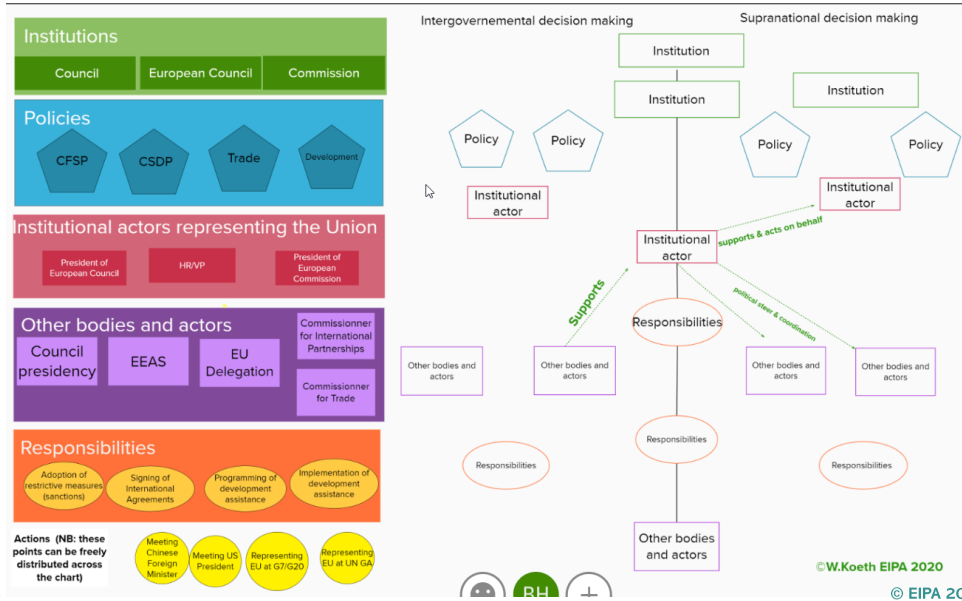 Institutions
Council
European Council
Commission
Policies
CFSP
CSDP
Trade
Development
Institutional actors representing the Union
President of
European Council
HR/VP
President of
European
Commission
Other bodies and actors
Council
presidency
EEAS
EU
Delegation
Commissionner
for International
Partnerships
Commissionner
for Trade
Responsibilities
Adoption of
restrictive measures
(sanctions)
Signing of
International
Agreements
Programming of
development
assistance
Implementation of
development
assistance
Actions (NB: these
points can be freely
distributed across
the chart)
Meeting
Chinese
Foreign
Minister
Meeting US
President
Representing
EU at G7/G20
Representing
EU at UN GA
Intergovernemental decision making
Supranational decision making
Institution
Institution
Institution
Policy
Policy
Policy
Policy
Institutional
actor
Institutional
actor
Institutional
actor
supports & acts on behalf
Supports
political steer & coordination
Responsibilities
Other bodies and
actors
Other bodies and
actors
Other bodies and
actors
Other bodies and
actors
Responsibilities
Responsibilities
Responsibilities
Other bodies
and actors
©W.Koeth EIPA 2020
BH
© EIPA 20